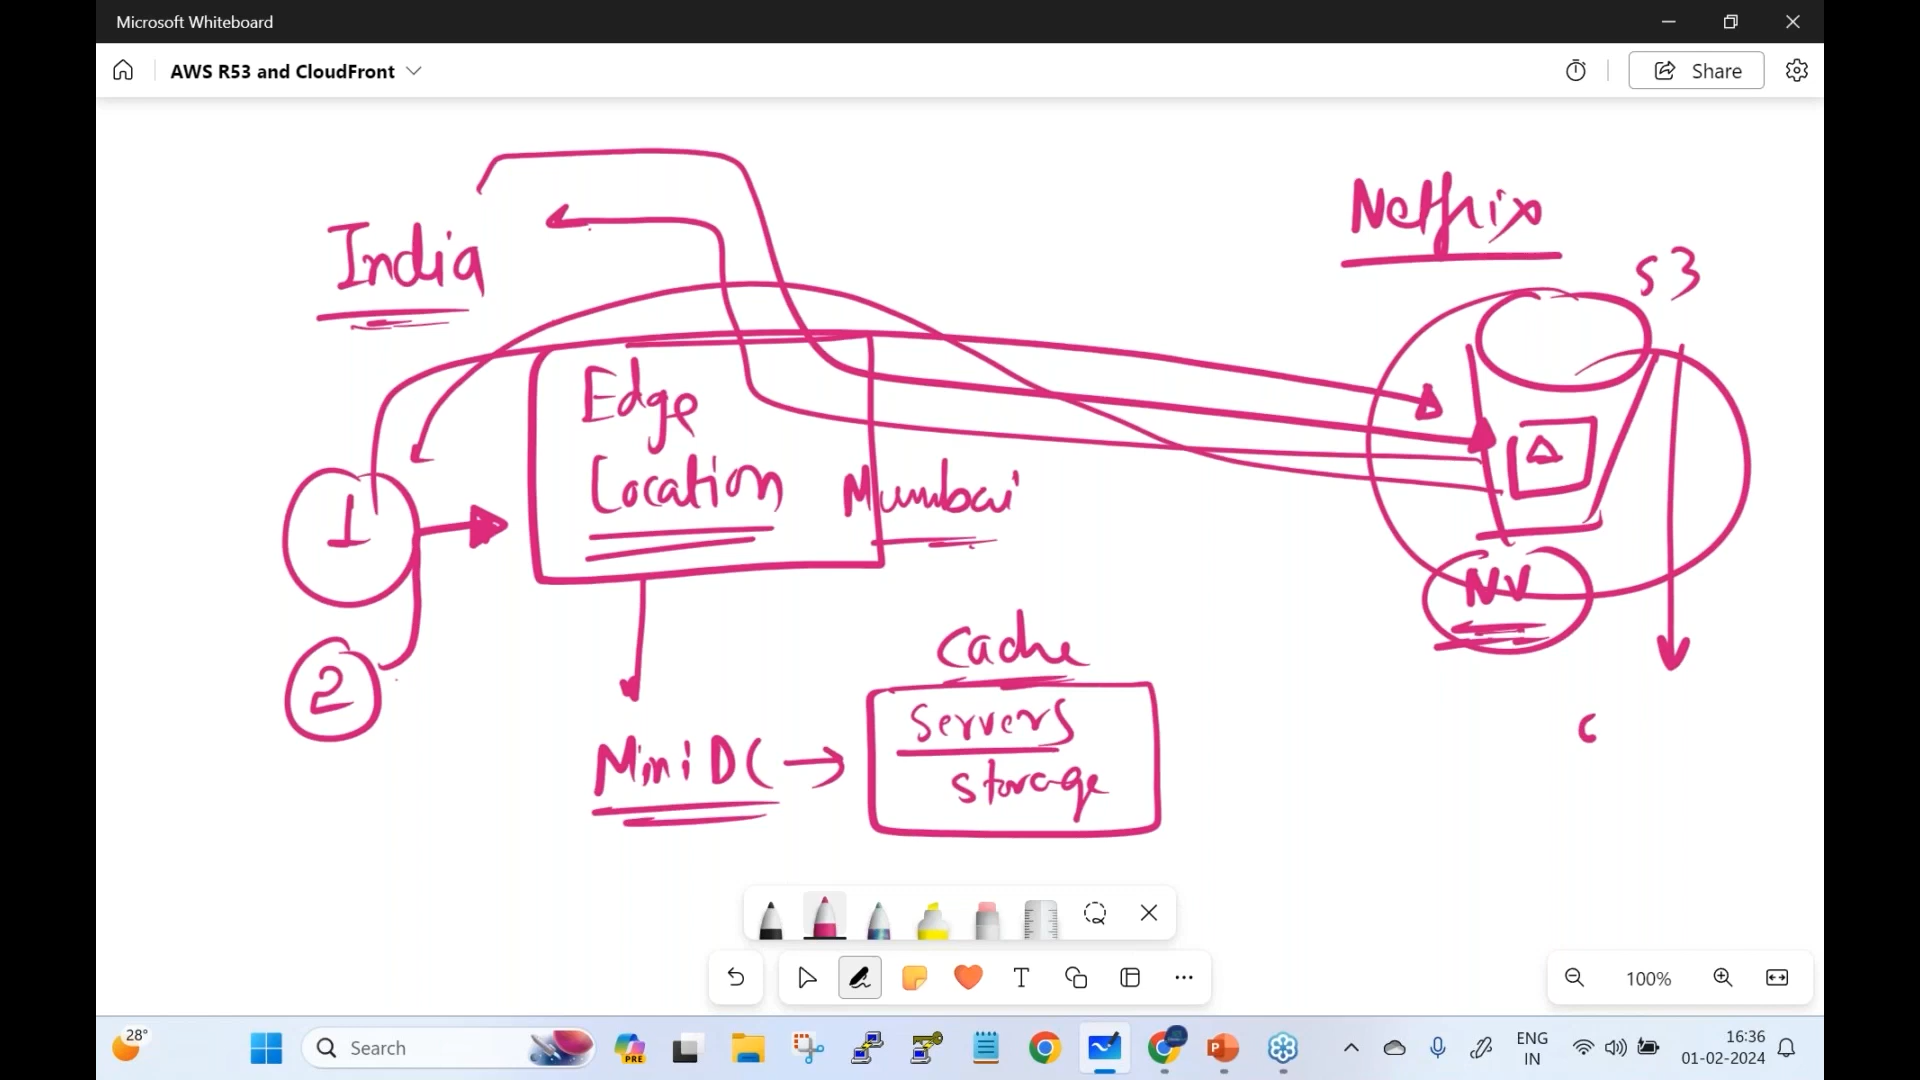 Microsoft Whiteboard
AWS R53 and CloudFront
Share
Netflix
India
S3
Edge
Location
Mumbai
1
NV
Cache
2
Servers
Mini DC
storage
C
100%
28°
Search
PRE
ENG
IN
16:36
01-02-2024